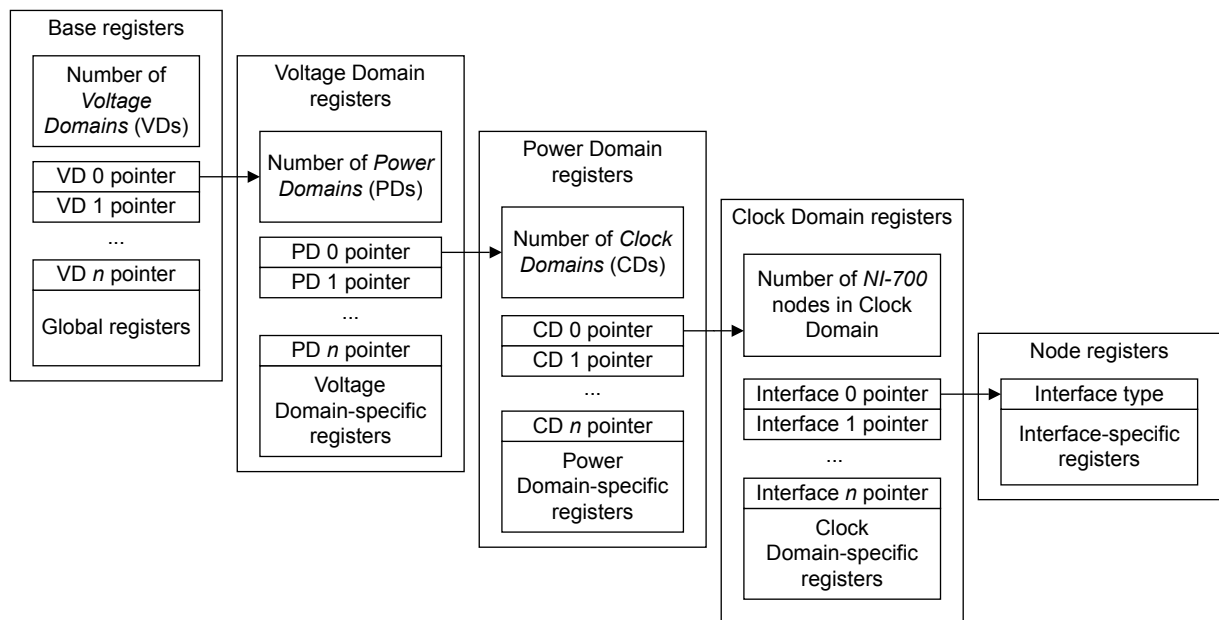 Base registers
Number of
Voltage
Domains (VDs)
VD 0 pointer
VD 1 pointer
...
VD n pointer
Global registers
Voltage Domain
registers
Number of Power
Domains (PDs)
PD 0 pointer
PD 1 pointer
...
PD n pointer
Voltage
Domain-specific
registers
Power Domain
registers
Number of Clock
Domains (CDs)
CD 0 pointer
CD 1 pointer
...
CD n pointer
Power
Domain-specific
registers
Clock Domain registers
Number of NI-700
nodes in Clock
Domain
Interface 0 pointer
Interface 1 pointer
...
Interface n pointer
Clock
Domain-specific
registers
Node registers
Interface type
Interface-specific
registers